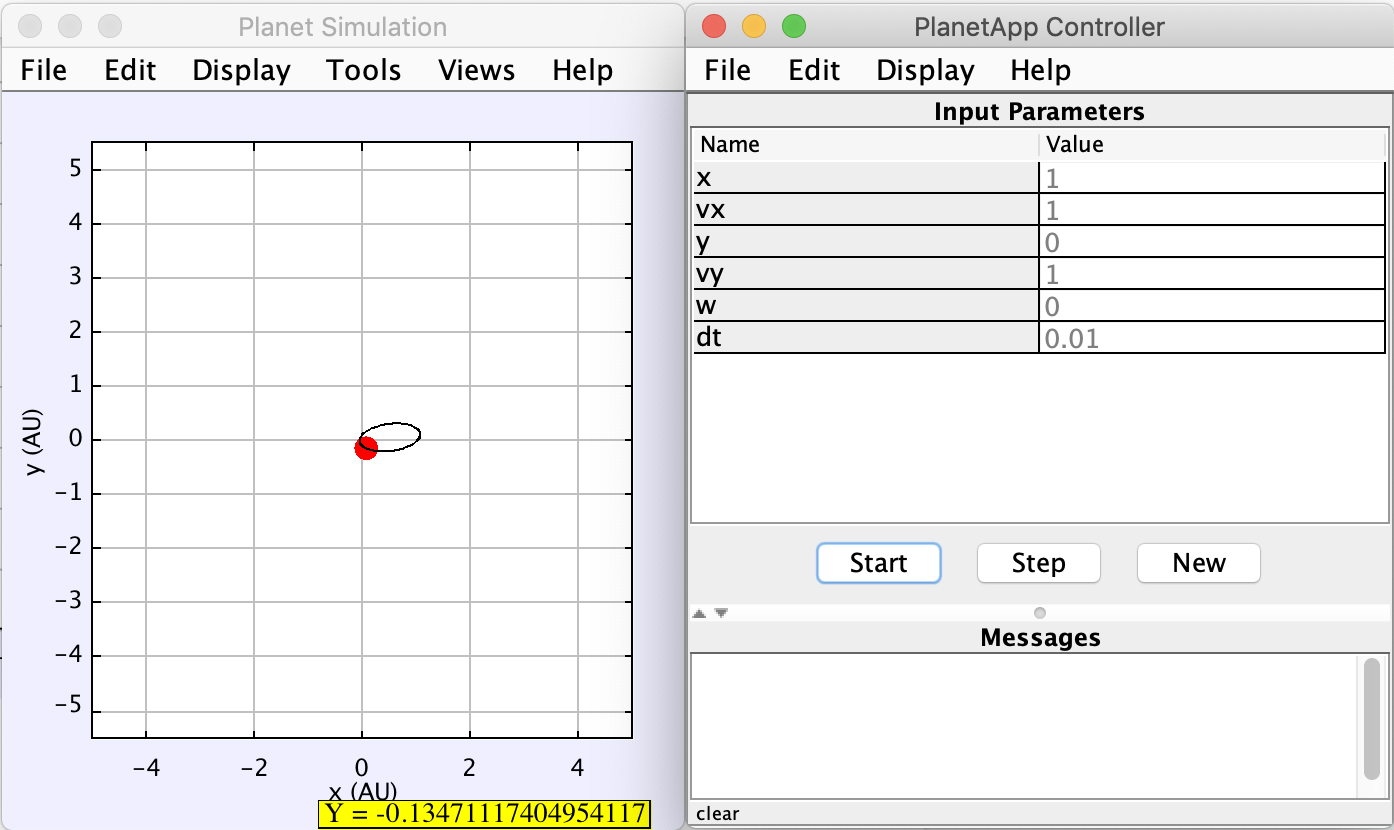 Planet Simulation
File Edit Display Tools Views Help
5
4
3
2
1
0
−1
−2
−3
−4
−5
y (AU)
−4 −2 0 2 4
x (AU)
Y = -0.13471117404954117
PlanetApp Controller
File Edit Display Help
Input Parameters
Name Value
x 1
vx 1
y 0
vy 1
w 0
dt 0.01
Start Step New
Messages
clear